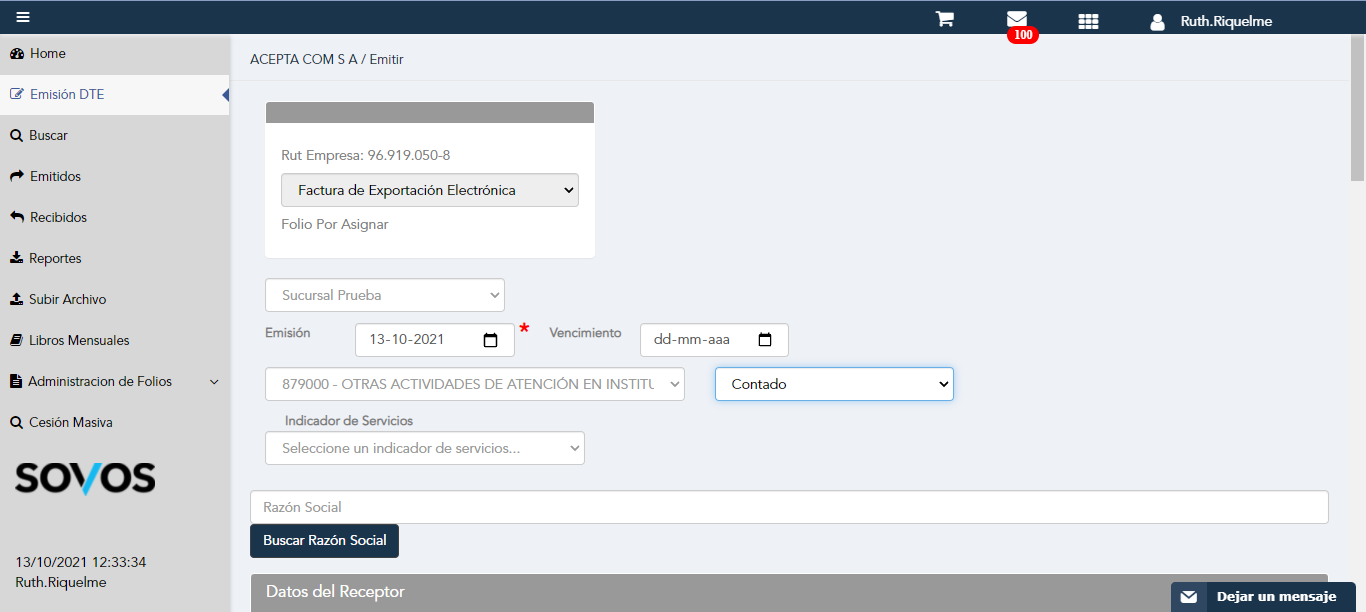 Ruth.Riquelme
100
Home
Emisión DTE
Buscar
Emitidos
Recibidos
Reportes
Subir Archivo
Libros Mensuales
Administracion de Folios
Cesión Masiva
SOVOS
13/10/2021 12:33:34
Ruth.Riquelme
ACEPTA COM S A / Emitir
Rut Empresa: 96.919.050-8
Factura de Exportación Electrónica
Folio Por Asignar
Sucursal Prueba
Emisión 13-10-2021 * Vencimiento dd-mm-aaa
879000 - OTRAS ACTIVIDADES DE ATENCIÓN EN INSTITU Contado
Indicador de Servicios
Seleccione un indicador de servicios...
Razón Social
Buscar Razón Social
Datos del Receptor
Dejar un mensaje